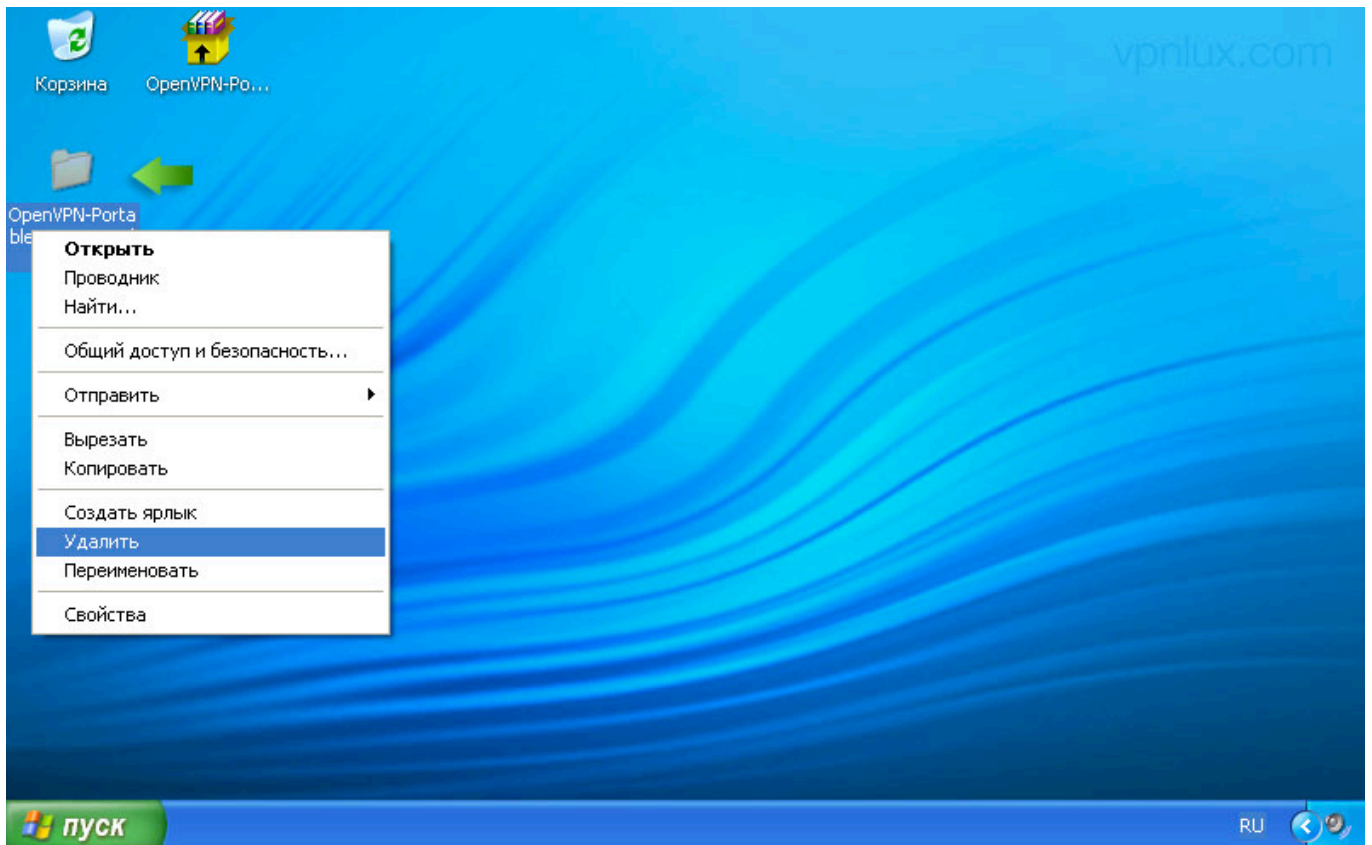 vpnlux.com
Корзина
OpenVPN-Po...
OpenVPN-Porta
ble
Открыть
Проводник
Найти...
Общий доступ и безопасность...
Отправить
Вырезать
Копировать
Создать ярлык
Удалить
Переименовать
Свойства
пуск
RU